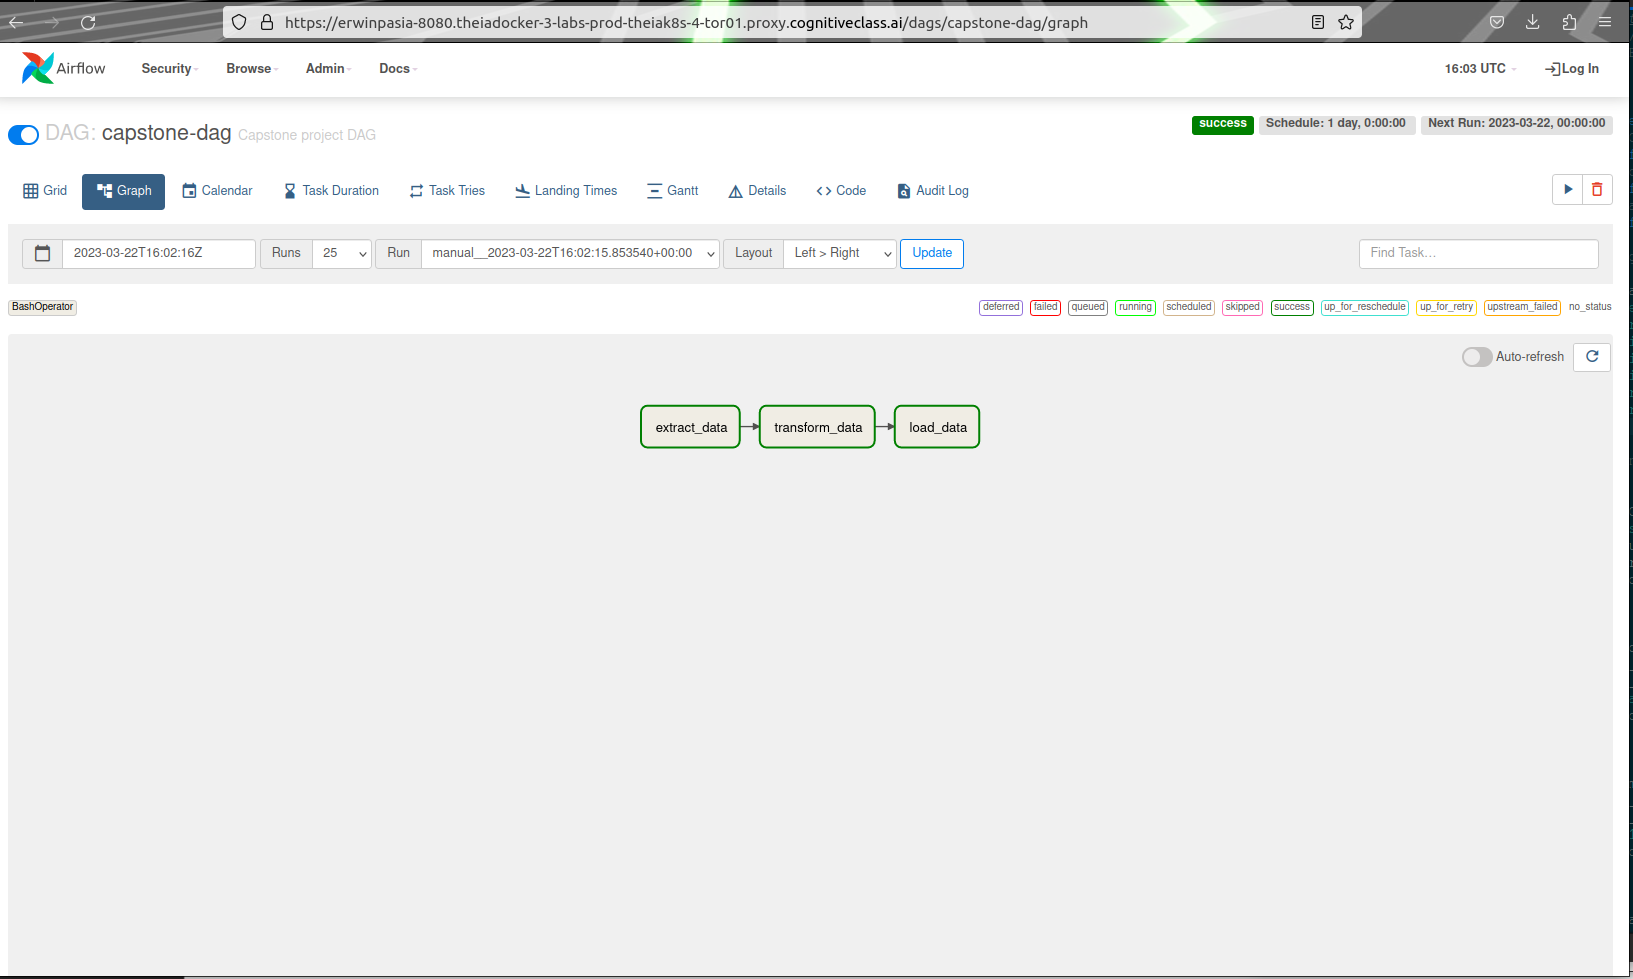 https://erwinpasia-8080.theiadocker-3-labs-prod-theiak8s-4-tor01.proxy.cognitiveclass.ai/dags/capstone-dag/graph
Airflow Security Browse Admin Docs 16:03 UTC Log In
DAG: capstone-dag Capstone project DAG success Schedule: 1 day, 0:00:00 Next Run: 2023-03-22, 00:00:00
Grid Graph Calendar Task Duration Task Tries Landing Times Gantt Details Code Audit Log
2023-03-22T16:02:16Z Runs 25 Run manual__2023-03-22T16:02:15.853540+00:00 Layout Left > Right Update Find Task...
BashOperator deferred failed queued running scheduled skipped success up_for_reschedule up_for_retry upstream_failed no_status
Auto-refresh
extract_data transform_data load_data